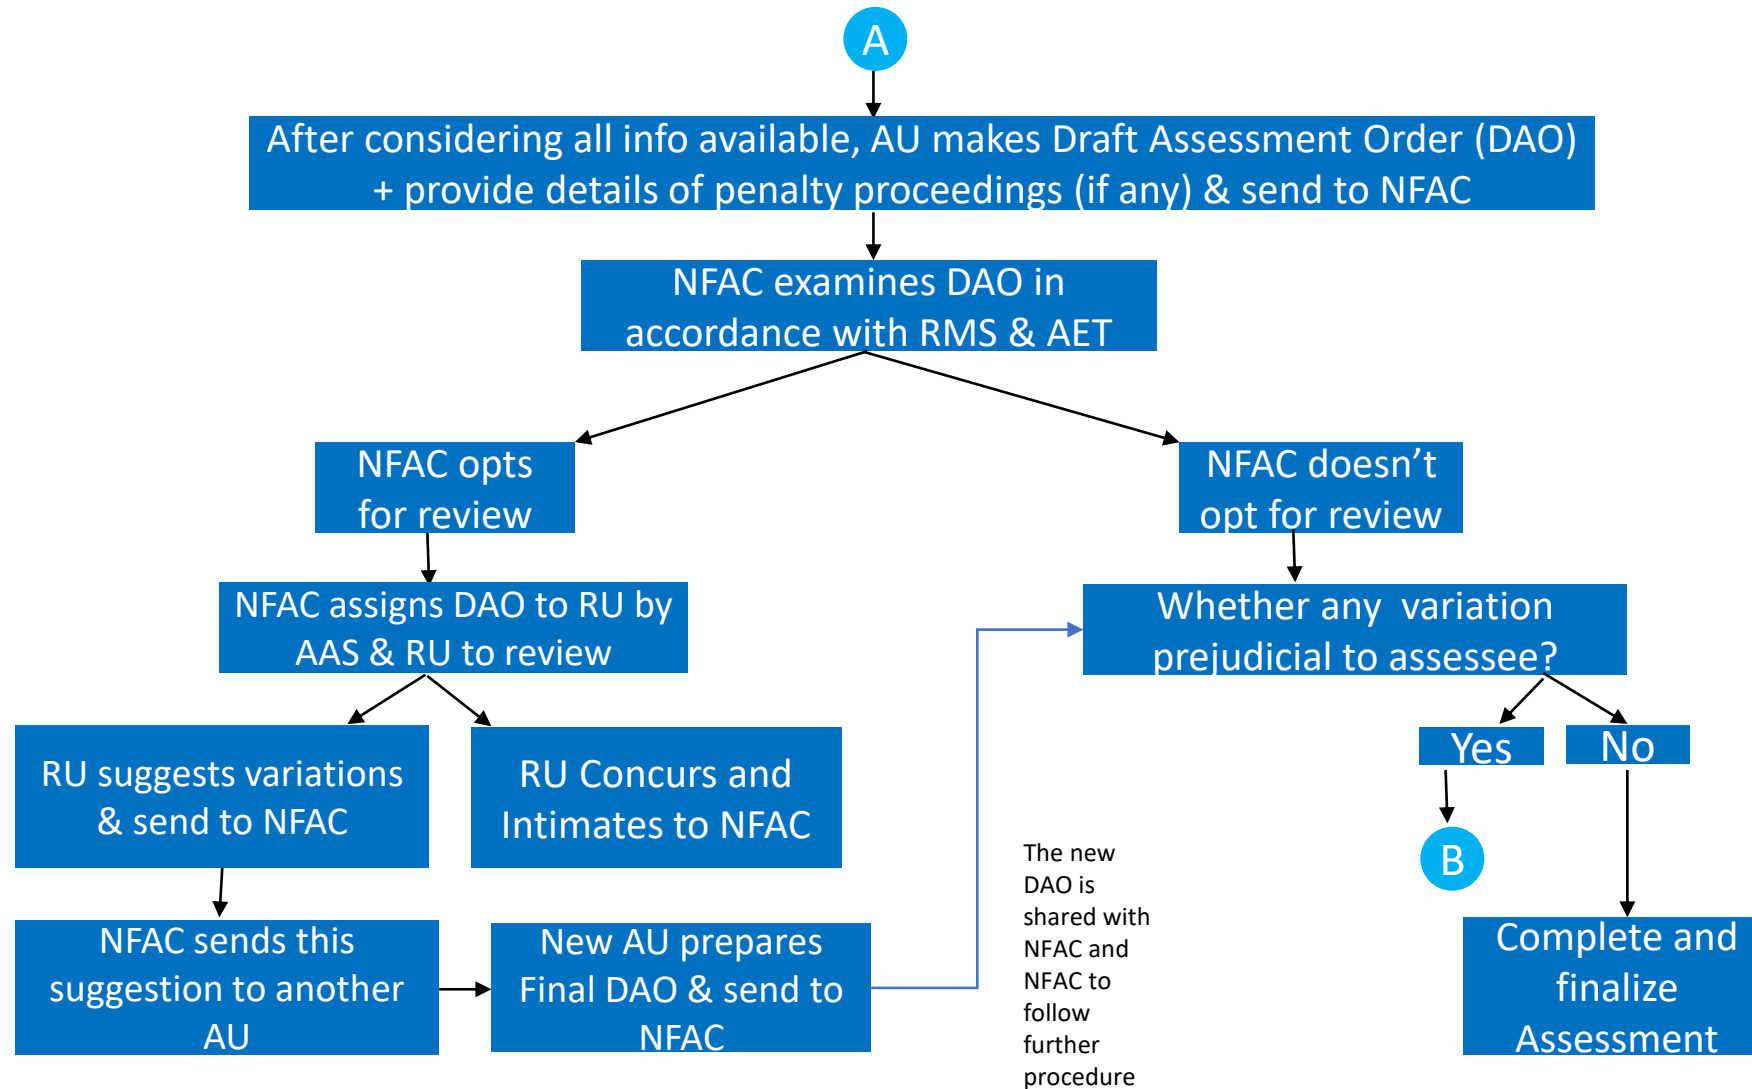 A
After considering all info available, AU makes Draft Assessment Order (DAO)
+ provide details of penalty proceedings (if any) & send to NFAC
NFAC examines DAO in
accordance with RMS & AET
NFAC opts
for review
NFAC doesn’t
opt for review
NFAC assigns DAO to RU by
AAS & RU to review
Whether any variation
prejudicial to assessee?
RU suggests variations
& send to NFAC
RU Concurs and
Intimates to NFAC
Yes
No
B
NFAC sends this
suggestion to another
AU
New AU prepares
Final DAO & send to
NFAC
The new
DAO is
shared with
NFAC and
NFAC to
follow
further
procedure
Complete and
finalize
Assessment